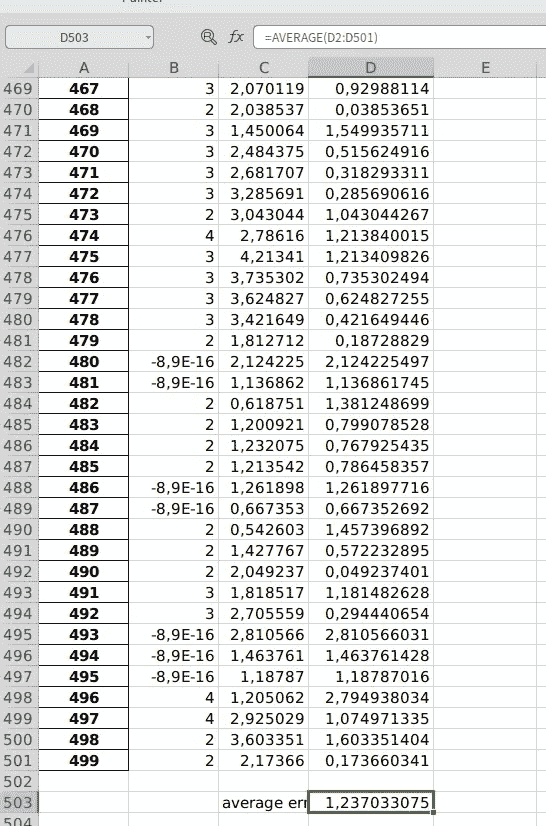 D503 fx =AVERAGE(D2:D501)
A B C D E
469 467 3 2,070119 0,92988114
470 468 2 2,038537 0,03853651
471 469 3 1,450064 1,549935711
472 470 3 2,484375 0,515624916
473 471 3 2,681707 0,318293311
474 472 3 3,285691 0,285690616
475 473 2 3,043044 1,043044267
476 474 4 2,78616 1,213840015
477 475 3 4,21341 1,213409826
478 476 3 3,735302 0,735302494
479 477 3 3,624827 0,624827255
480 478 3 3,421649 0,421649446
481 479 2 1,812712 0,18728829
482 480 -8,9E-16 2,124225 2,124225497
483 481 -8,9E-16 1,136862 1,136861745
484 482 2 0,618751 1,381248699
485 483 2 1,200921 0,799078528
486 484 2 1,232075 0,767925435
487 485 2 1,213542 0,786458357
488 486 -8,9E-16 1,261898 1,261897716
489 487 -8,9E-16 0,667353 0,667352692
490 488 2 0,542603 1,457396892
491 489 2 1,427767 0,572232895
492 490 2 2,049237 0,049237401
493 491 3 1,818517 1,181482628
494 492 3 2,705559 0,294440654
495 493 -8,9E-16 2,810566 2,810566031
496 494 -8,9E-16 1,463761 1,463761428
497 495 -8,9E-16 1,18787 1,18787016
498 496 4 1,205062 2,794938034
499 497 4 2,925029 1,074971335
500 498 2 3,603351 1,603351404
501 499 2 2,17366 0,173660341
502
503 average err 1,237033075
504